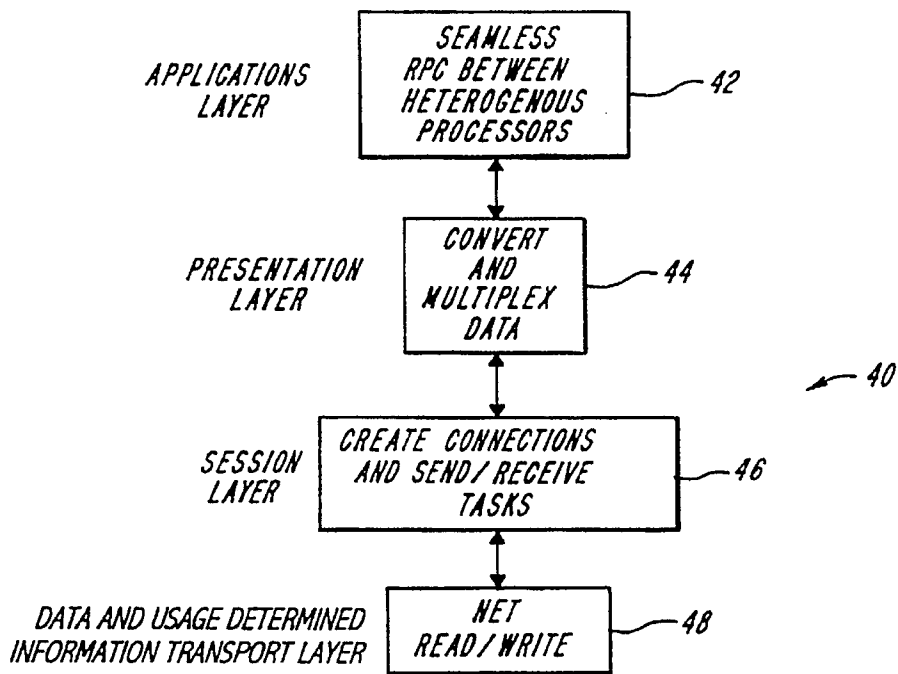 SEAMLESS
RPC BETWEEN
HETEROGENOUS
PROCESSORS
42
APPLICATIONS
LAYER
CONVERT
AND
MULTIPLEX
DATA
44
PRESENTATION
LAYER
40
CREATE CONNECTIONS
AND SEND/RECEIVE
TASKS
46
SESSION
LAYER
NET
READ/WRITE
48
DATA AND USAGE DETERMINED
INFORMATION TRANSPORT LAYER